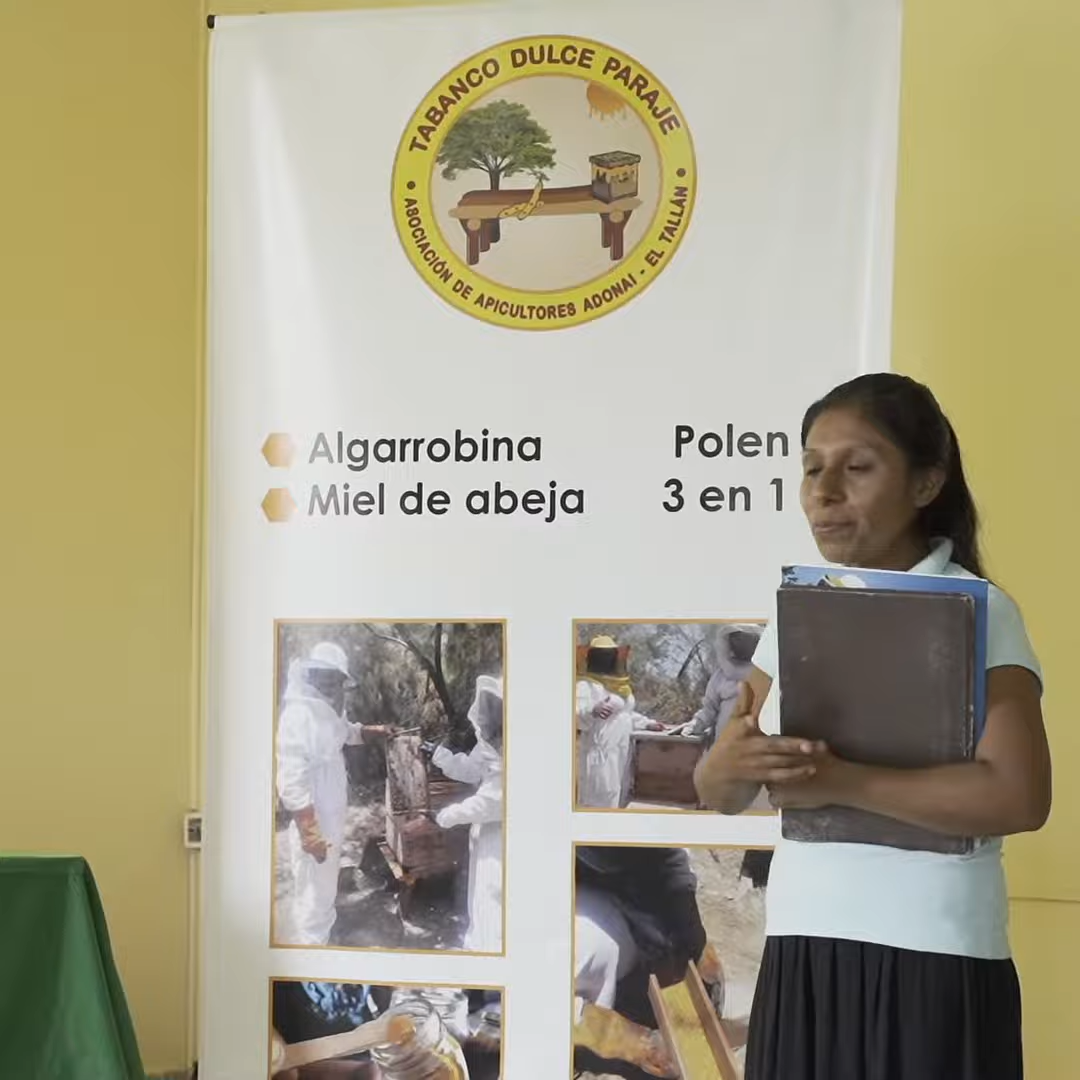 TABANCO DULCE PARAJE
ASOCIACIÓN DE APICULTORES ADONAI - EL TALLÁN
Algarrobina
Miel de abeja
Polen
3 en 1